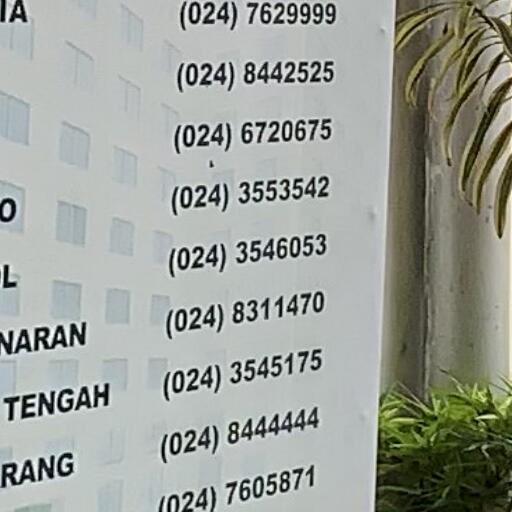 (024) 7629999
(024) 8442525
(024) 6720675
(024) 3553542
(024) 3546053
NARAN (024) 8311470
TENGAH (024) 3545175
RANG (024) 8444444
(024) 7605871